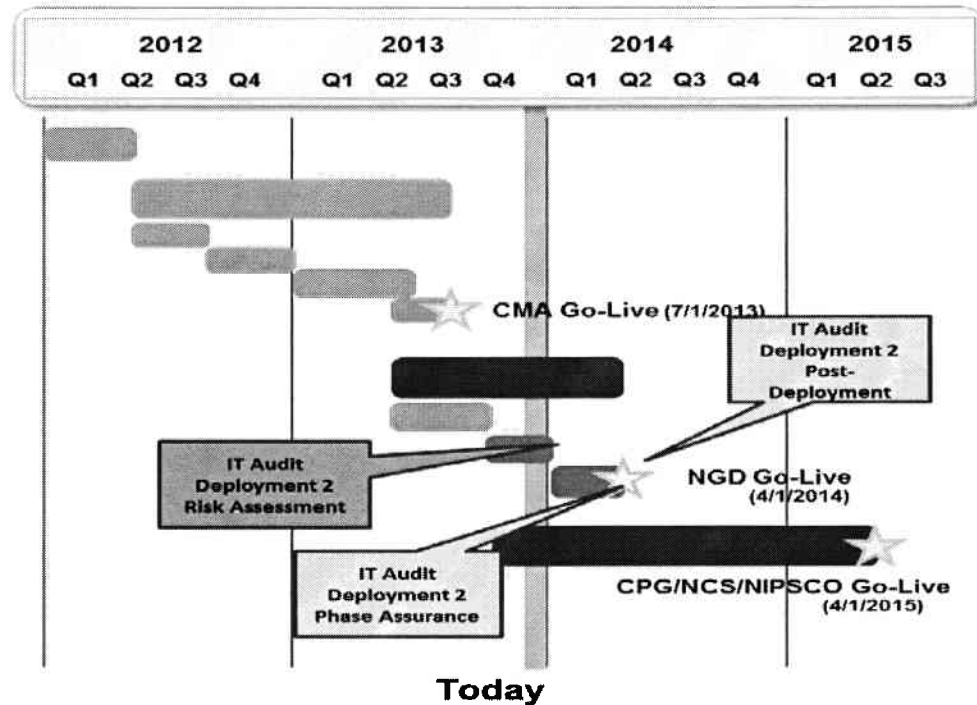 2012 2013 2014 2015
Q1 Q2 Q3 Q4 Q1 Q2 Q3 Q4 Q1 Q2 Q3 Q4 Q1 Q2 Q3
CMA Go-Live (7/1/2013)
IT Audit
Deployment 2
Post-
Deployment
IT Audit
Deployment 2
Risk Assessment
NGD Go-Live
(4/1/2014)
IT Audit
Deployment 2
Phase Assurance
CPG/NCS/NIPSCO Go-Live
(4/1/2015)
Today